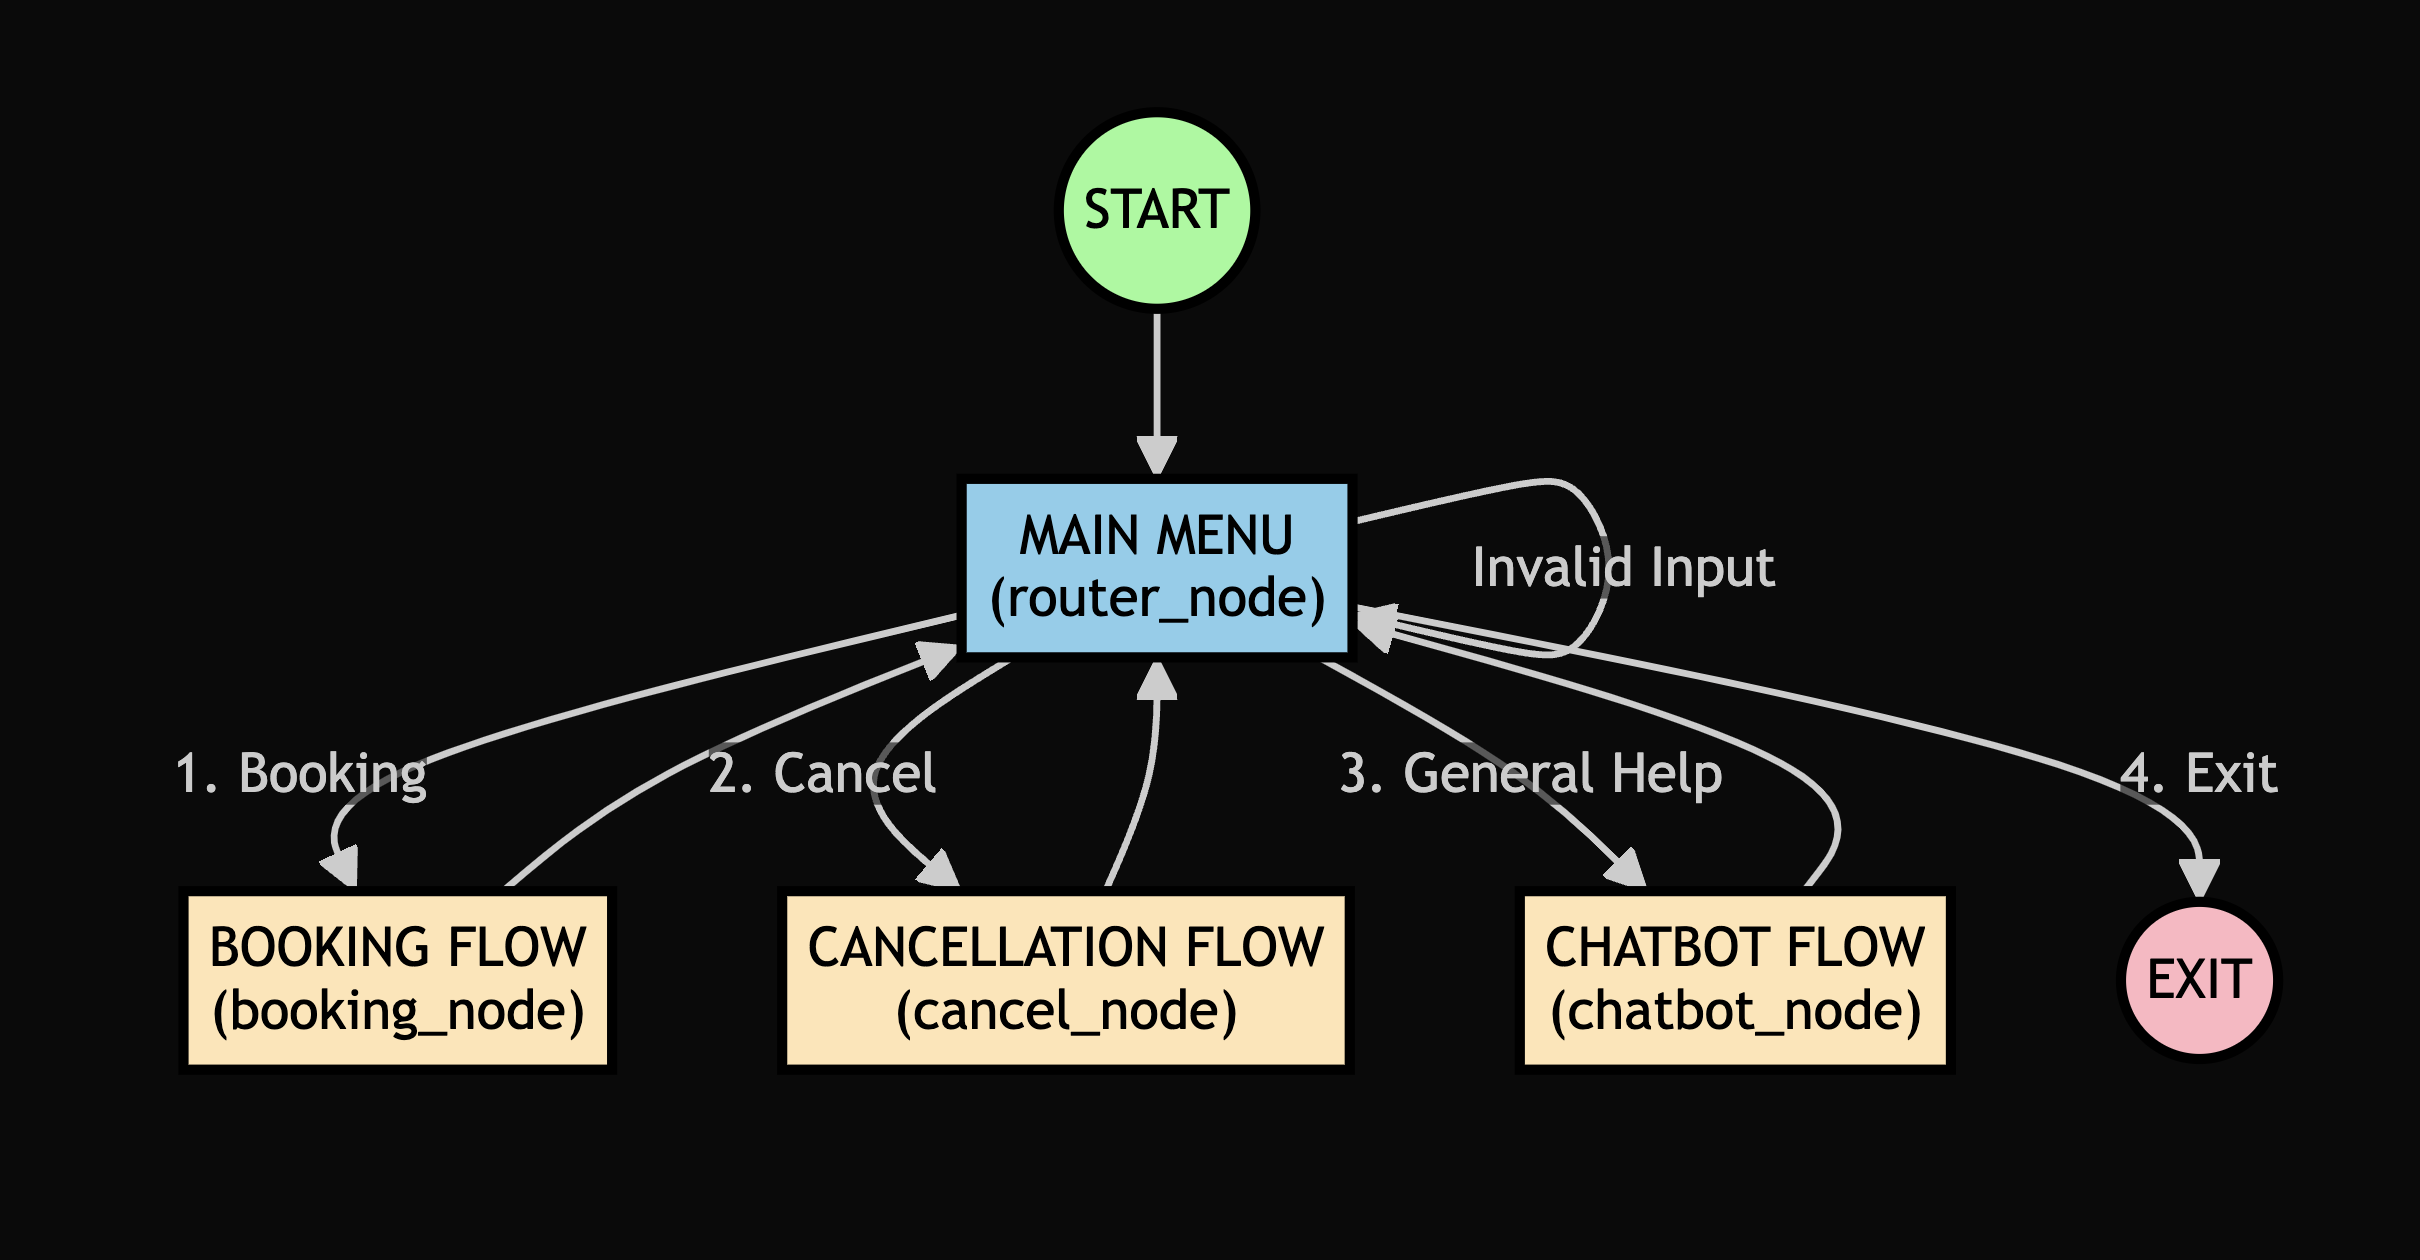 START
MAIN MENU
(router_node)
Invalid Input
1. Booking
2. Cancel
3. General Help
4. Exit
BOOKING FLOW
(booking_node)
CANCELLATION FLOW
(cancel_node)
CHATBOT FLOW
(chatbot_node)
EXIT